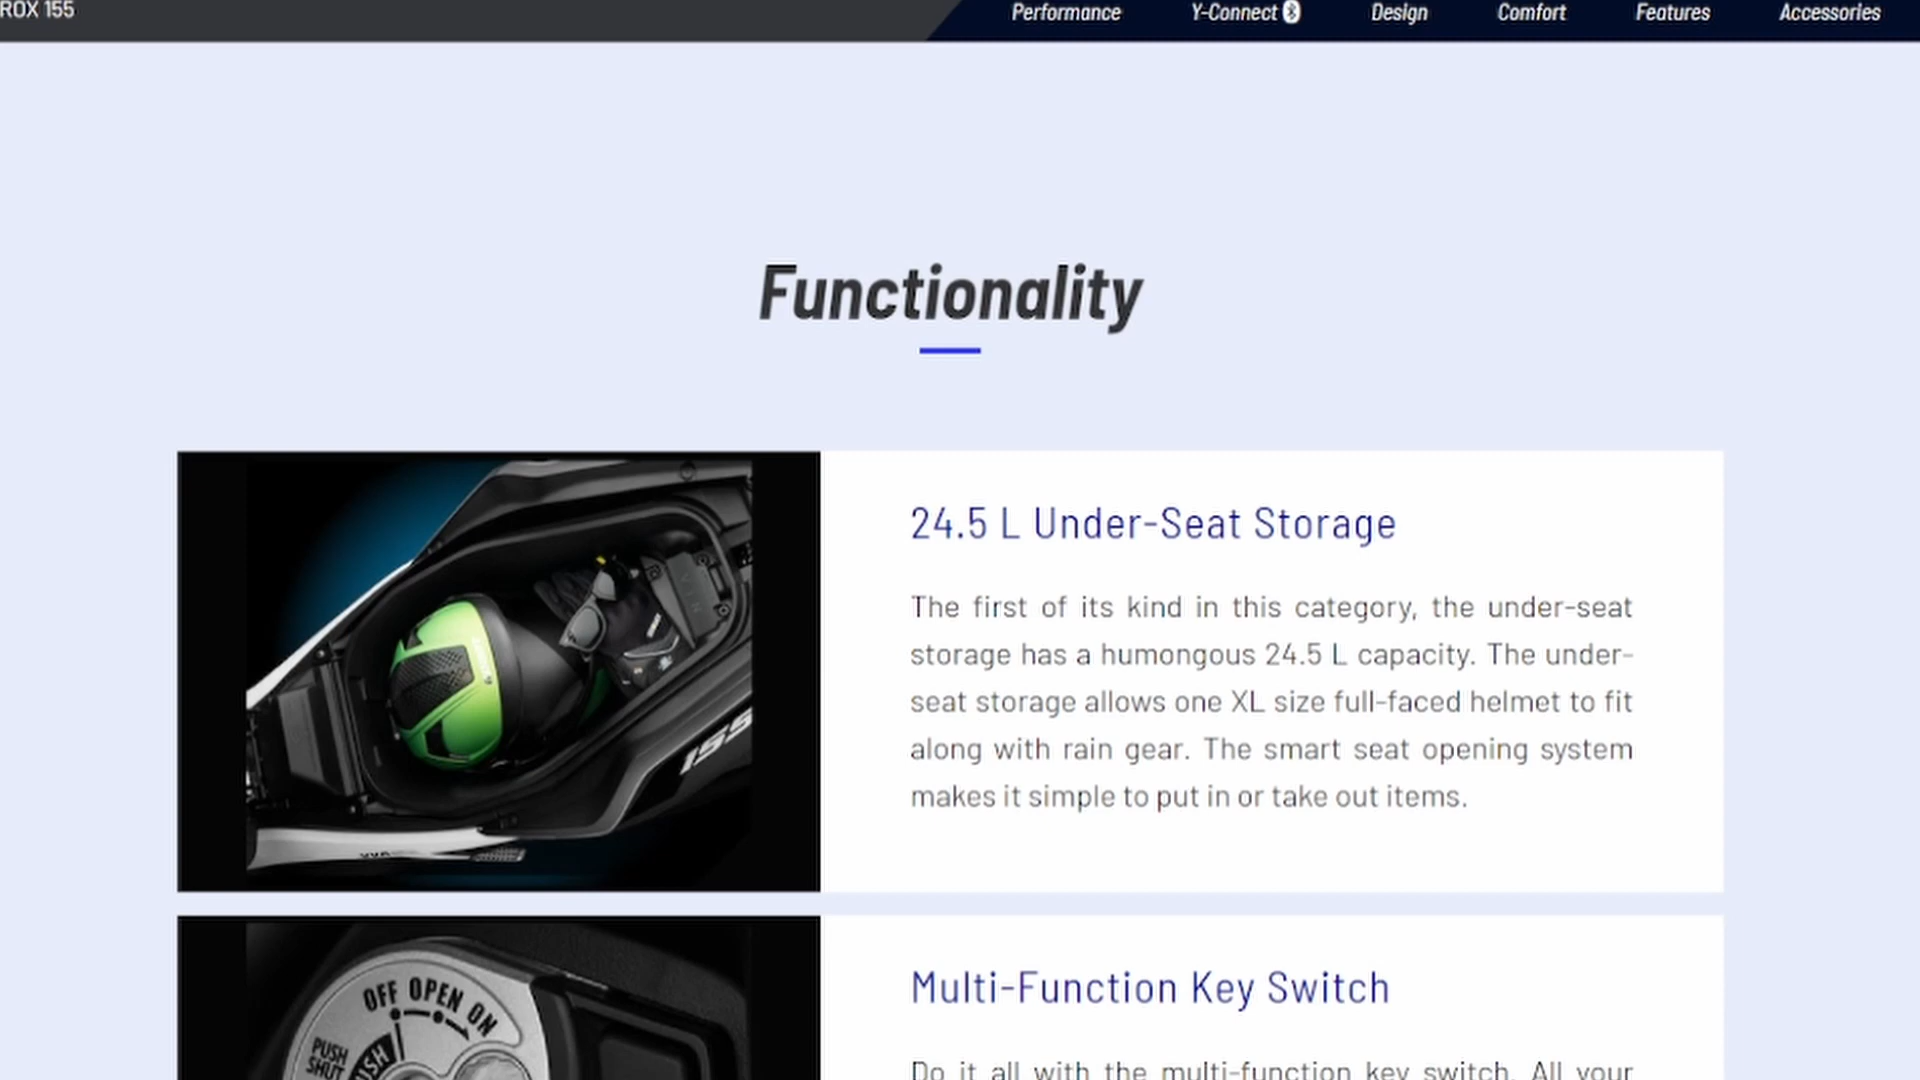 ROX 155
Performance
Y-Connect
Design
Comfort
Features
Accessories
Functionality
24.5 L Under-Seat Storage
The first of its kind in this category, the under-seat
storage has a humongous 24.5 L capacity. The under-
seat storage allows one XL size full-faced helmet to fit
along with rain gear. The smart seat opening system
makes it simple to put in or take out items.
155
OFF OPEN ON
PUSH
SHUT
Multi-Function Key Switch
Do it all with the multi-function key switch. All your